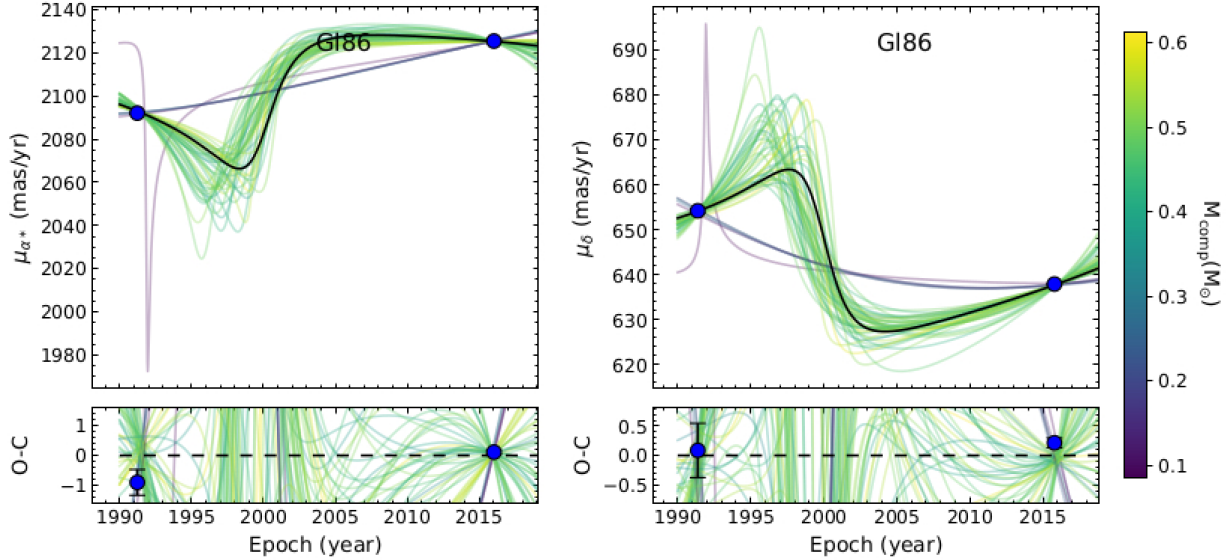 2140
2120
2100
2080
2060
2040
2020
2000
1980
μα* (mas/yr)
Gl86
1
0
−1
O-C
1990 1995 2000 2005 2010 2015
Epoch (year)
690
680
670
660
650
640
630
620
μδ (mas/yr)
Gl86
0.5
0.0
−0.5
O-C
1990 1995 2000 2005 2010 2015
Epoch (year)
0.6
0.5
0.4
0.3
0.2
0.1
Mcomp(M⊙)